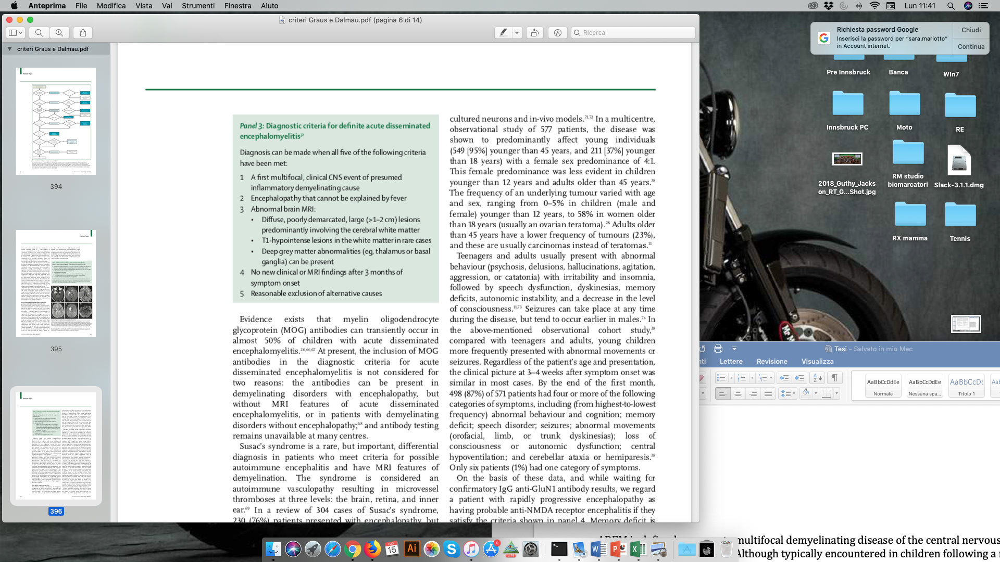 Anteprima File Modifica Vista Vai Strumenti Finestra Aiuto
Lun 11:41
criteri Graus e Dalmau.pdf (pagina 6 di 14)
Ricerca
criteri Graus e Dalmau.pdf
394
395
396
Panel 3: Diagnostic criteria for definite acute disseminated
encephalomyelitis³²
Diagnosis can be made when all five of the following criteria
have been met:
1 A first multifocal, clinical CNS event of presumed
inflammatory demyelinating cause
2 Encephalopathy that cannot be explained by fever
3 Abnormal brain MRI:
• Diffuse, poorly demarcated, large (>1–2 cm) lesions
predominantly involving the cerebral white matter
• T1-hypointense lesions in the white matter in rare cases
• Deep grey matter abnormalities (eg, thalamus or basal
ganglia) can be present
4 No new clinical or MRI findings after 3 months of
symptom onset
5 Reasonable exclusion of alternative causes
Evidence exists that myelin oligodendrocyte
glycoprotein (MOG) antibodies can transiently occur in
almost 50% of children with acute disseminated
encephalomyelitis.²⁰,⁶⁶,⁶⁷ At present, the inclusion of MOG
antibodies in the diagnostic criteria for acute
disseminated encephalomyelitis is not considered for
two reasons: the antibodies can be present in
demyelinating disorders with encephalopathy, but
without MRI features of acute disseminated
encephalomyelitis, or in patients with demyelinating
disorders without encephalopathy;⁶⁸ and antibody testing
remains unavailable at many centres.
Susac's syndrome is a rare, but important, differential
diagnosis in patients who meet criteria for possible
autoimmune encephalitis and have MRI features of
demyelination. The syndrome is considered an
autoimmune vasculopathy resulting in microvessel
thromboses at three levels: the brain, retina, and inner
ear.⁶⁹ In a review of 304 cases of Susac's syndrome,
230 (76%) patients presented with encephalopathy, but
cultured neurons and in-vivo models.⁷¹,⁷² In a multicentre,
observational study of 577 patients, the disease was
shown to predominantly affect young individuals
(549 [95%] younger than 45 years, and 211 [37%] younger
than 18 years) with a female sex predominance of 4:1.
This female predominance was less evident in children
younger than 12 years and adults older than 45 years.²⁸
The frequency of an underlying tumour varied with age
and sex, ranging from 0–5% in children (male and
female) younger than 12 years, to 58% in women older
than 18 years (usually an ovarian teratoma).²⁸ Adults older
than 45 years have a lower frequency of tumours (23%),
and these are usually carcinomas instead of teratomas.¹¹
Teenagers and adults usually present with abnormal
behaviour (psychosis, delusions, hallucinations, agitation,
aggression, or catatonia) with irritability and insomnia,
followed by speech dysfunction, dyskinesias, memory
deficits, autonomic instability, and a decrease in the level
of consciousness.¹¹,⁷³ Seizures can take place at any time
during the disease, but tend to occur earlier in males.⁷⁴ In
the above-mentioned observational cohort study,²⁸
compared with teenagers and adults, young children
more frequently presented with abnormal movements or
seizures. Regardless of the patient's age and presentation,
the clinical picture at 3–4 weeks after symptom onset was
similar in most cases. By the end of the first month,
498 (87%) of 571 patients had four or more of the following
categories of symptoms, including (from highest-to-lowest
frequency) abnormal behaviour and cognition; memory
deficit; speech disorder; seizures; abnormal movements
(orofacial, limb, or trunk dyskinesias); loss of
consciousness or autonomic dysfunction; central
hypoventilation; and cerebellar ataxia or hemiparesis.²⁸
Only six patients (1%) had one category of symptoms.
On the basis of these data, and while waiting for
confirmatory IgG anti-GluN1 antibody results, we regard
a patient with rapidly progressive encephalopathy as
having probable anti-NMDA receptor encephalitis if they
satisfy the criteria shown in panel 4. Memory deficit is
Richiesta password Google
Inserisci la password per "sara.mariotto"
in Account internet.
Chiudi
Continua
Pre Innsbruck
Banca
WIn7
Innsbruck PC
Moto
RE
2018_Guthy_Jacks
on_RT_G...Shot.jpg
RM studio
biomarcatori
Slack-3.1.1.dmg
RX mamma
Tennis
Tesi - Salvato in mio Mac
nti Lettere Revisione Visualizza
AaBbCcDdEe
Normale
AaBbCcDdEe
Nessuna spa...
AaBbCcDc
Titolo 1
multifocal demyelinating disease of the central nervous
Although typically encountered in children following a
LUG
15
Ai
6
LITE